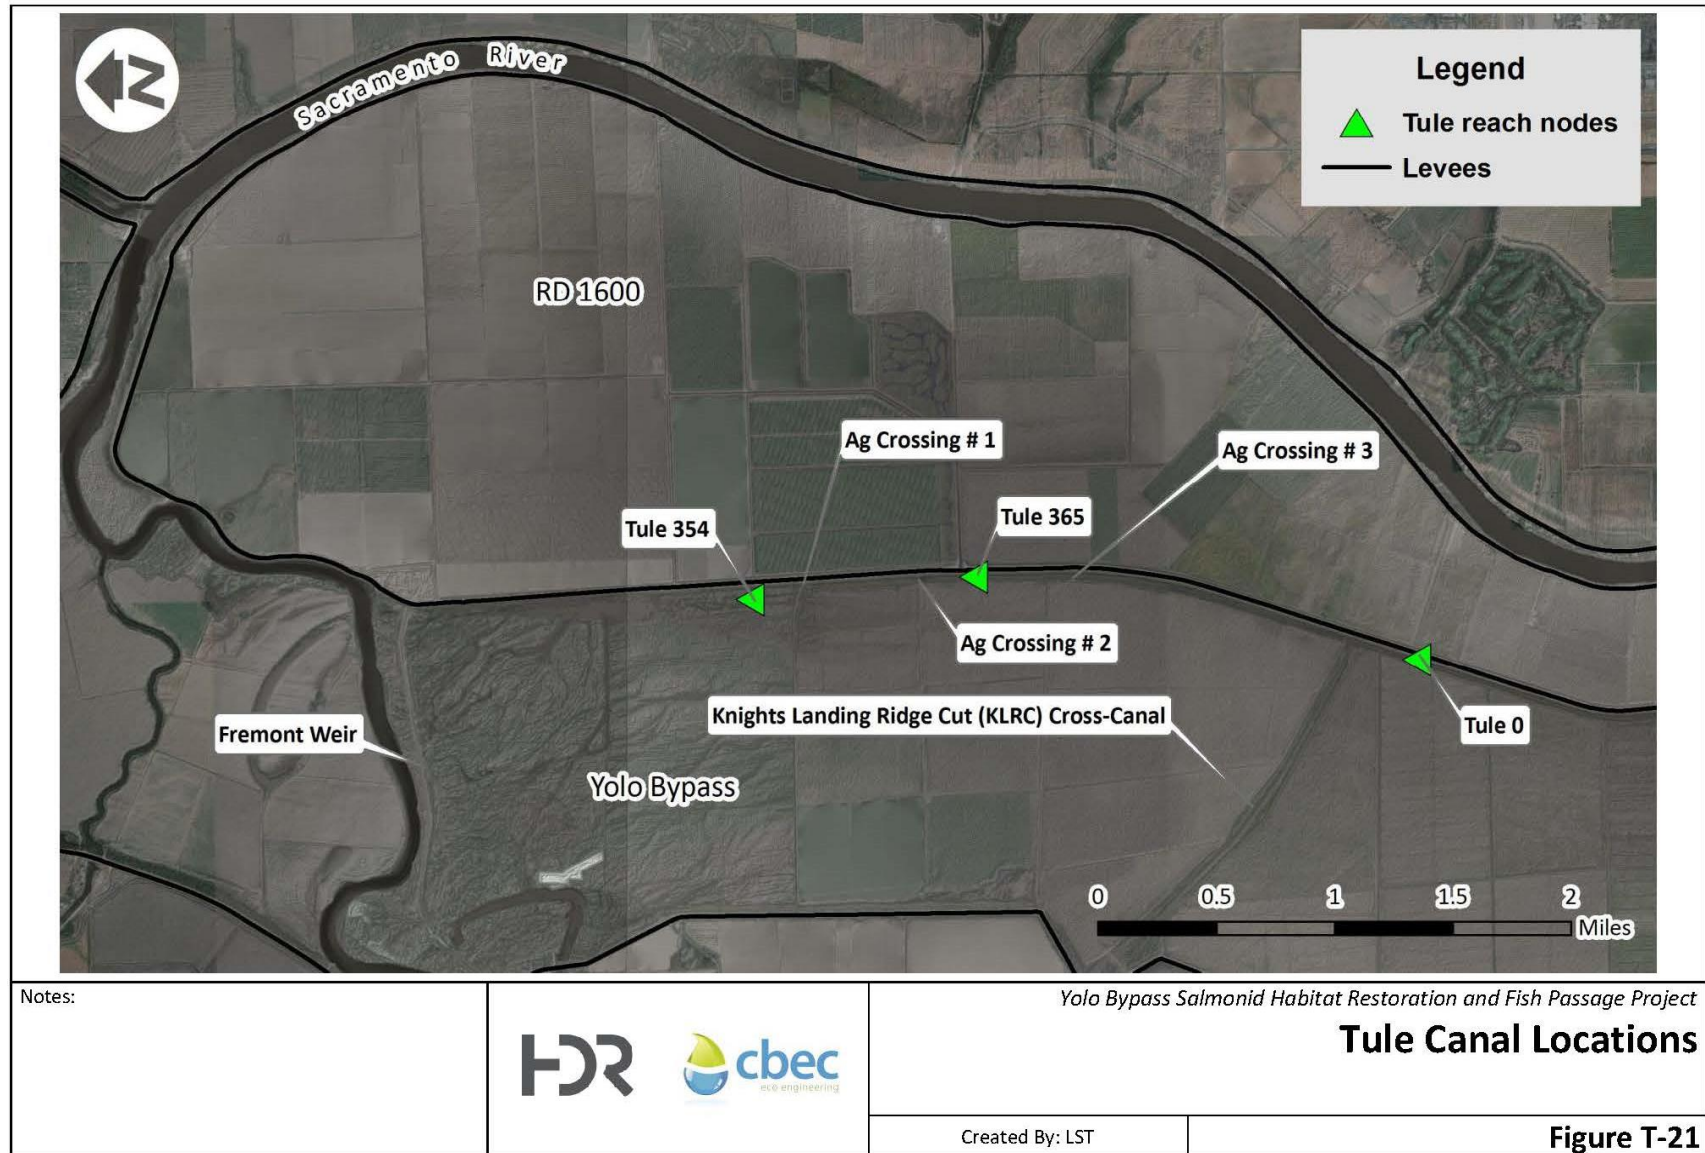 N
Sacramento River
Legend
Tule reach nodes
Levees
RD 1600
Ag Crossing # 1
Ag Crossing # 3
Tule 354
Tule 365
Ag Crossing # 2
Knights Landing Ridge Cut (KLRC) Cross-Canal
Tule 0
Fremont Weir
Yolo Bypass
0 0.5 1 1.5 2
Miles
Notes:
HDR
cbec
eco engineering
Yolo Bypass Salmonid Habitat Restoration and Fish Passage Project
Tule Canal Locations
Created By: LST
Figure T-21